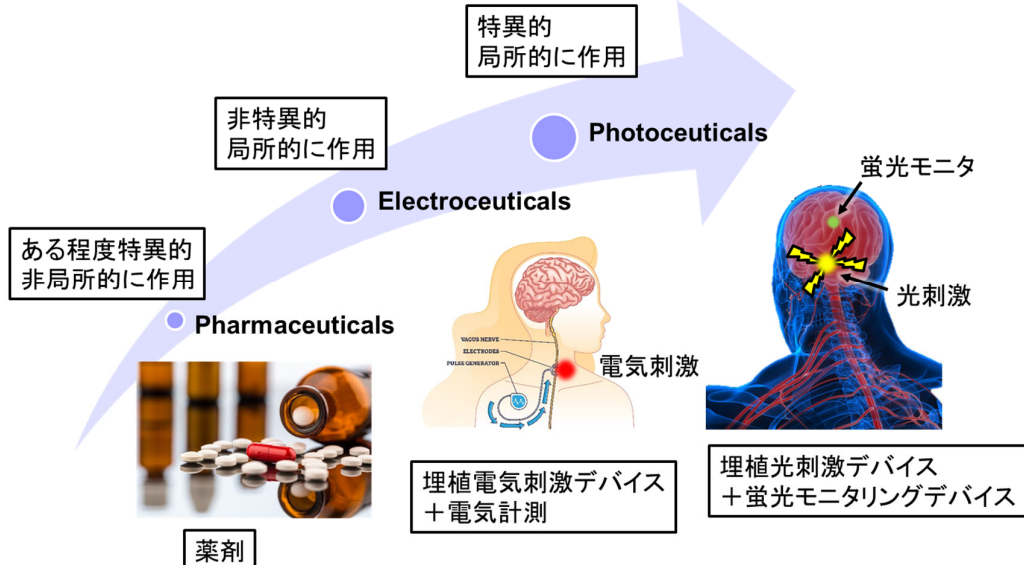 特異的
局所的に作用
非特異的
局所的に作用
Photoceuticals
蛍光モニタ
Electroceuticals
ある程度特異的
非局所的に作用
光刺激
Pharmaceuticals
VAGUS NERVE
ELECTRODES
PULSE GENERATOR
電気刺激
埋植電気刺激デバイス
＋電気計測
埋植光刺激デバイス
＋蛍光モニタリングデバイス
薬剤